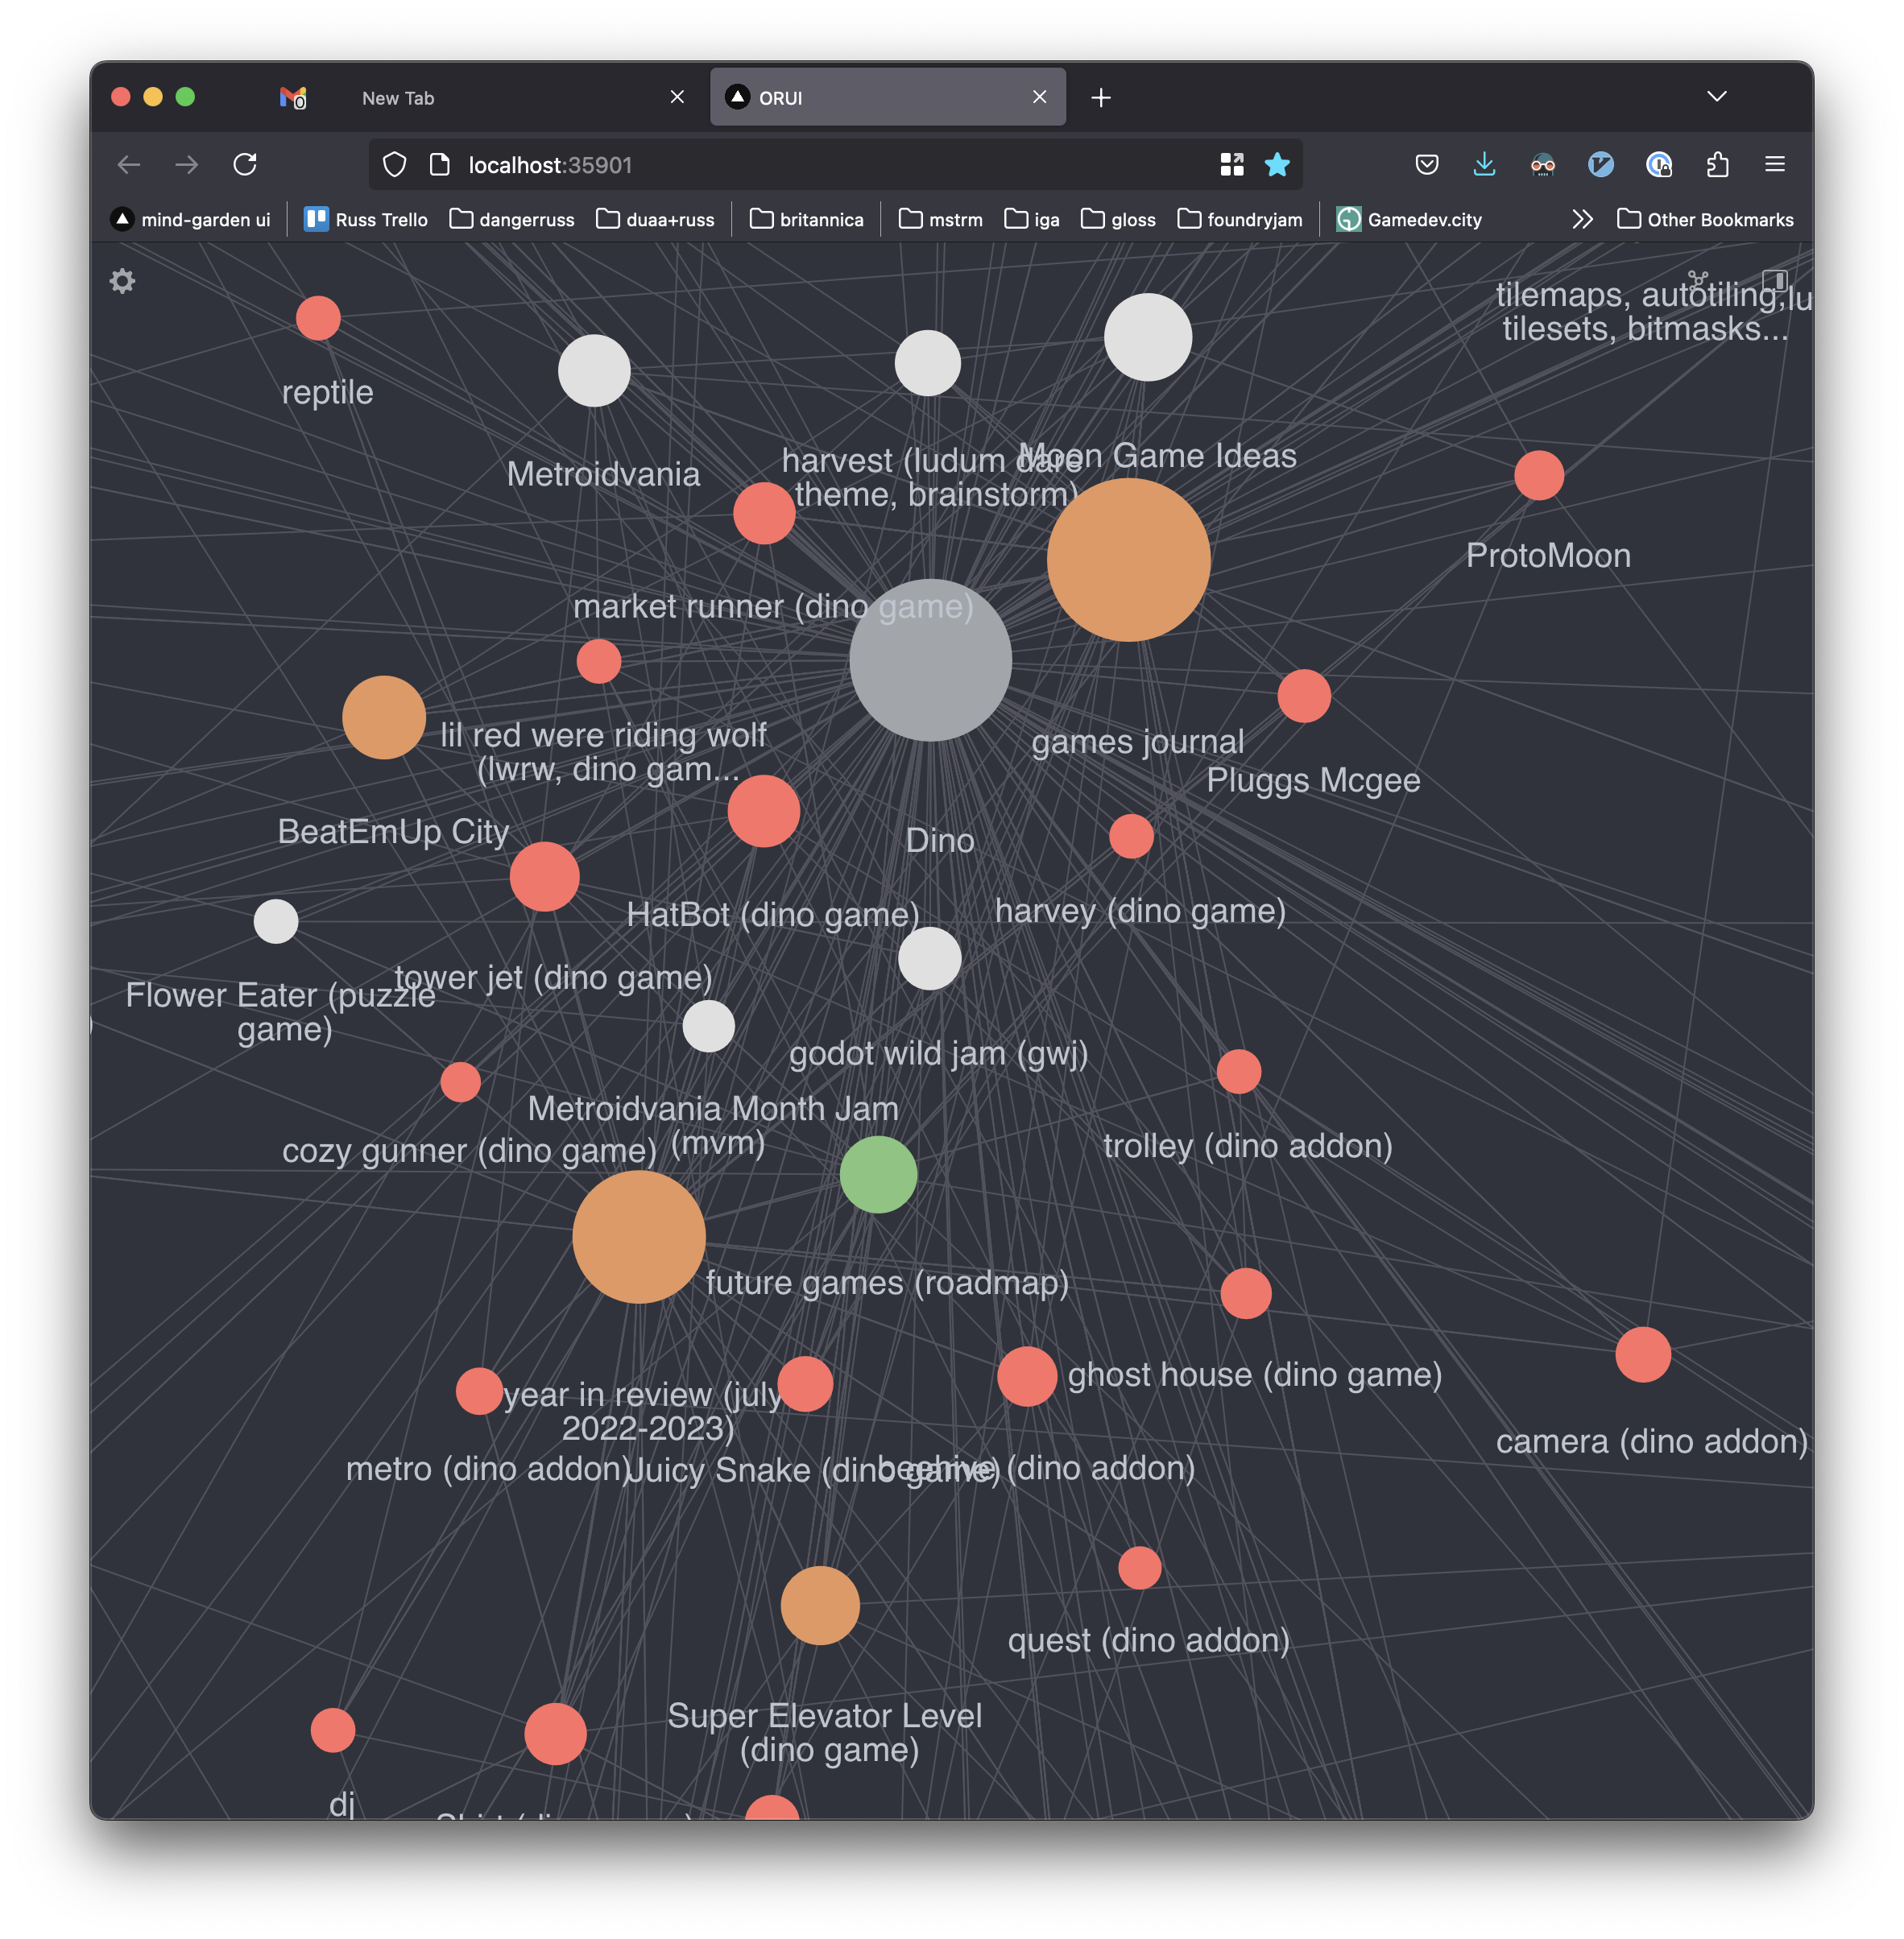 New Tab
ORUI
localhost:35901
mind-garden ui
Russ Trello
dangerruss
duaa+russ
britannica
mstrm
iga
gloss
foundryjam
Gamedev.city
Other Bookmarks
tilemaps, autotiling,
tilesets, bitmasks...
lu
reptile
Metroidvania
harvest (ludum dare
theme, brainstorm)
Moon Game Ideas
ProtoMoon
market runner (dino game)
lil red were riding wolf
(lwrw, dino gam...
games journal
Pluggs Mcgee
BeatEmUp City
Dino
HatBot (dino game)
harvey (dino game)
tower jet (dino game)
Flower Eater (puzzle
game)
godot wild jam (gwj)
Metroidvania Month Jam
(mvm)
cozy gunner (dino game)
trolley (dino addon)
future games (roadmap)
ghost house (dino game)
year in review (july
2022-2023)
camera (dino addon)
metro (dino addon)
Juicy Snake (dino game)
beehive (dino addon)
quest (dino addon)
Super Elevator Level
(dino game)
dj